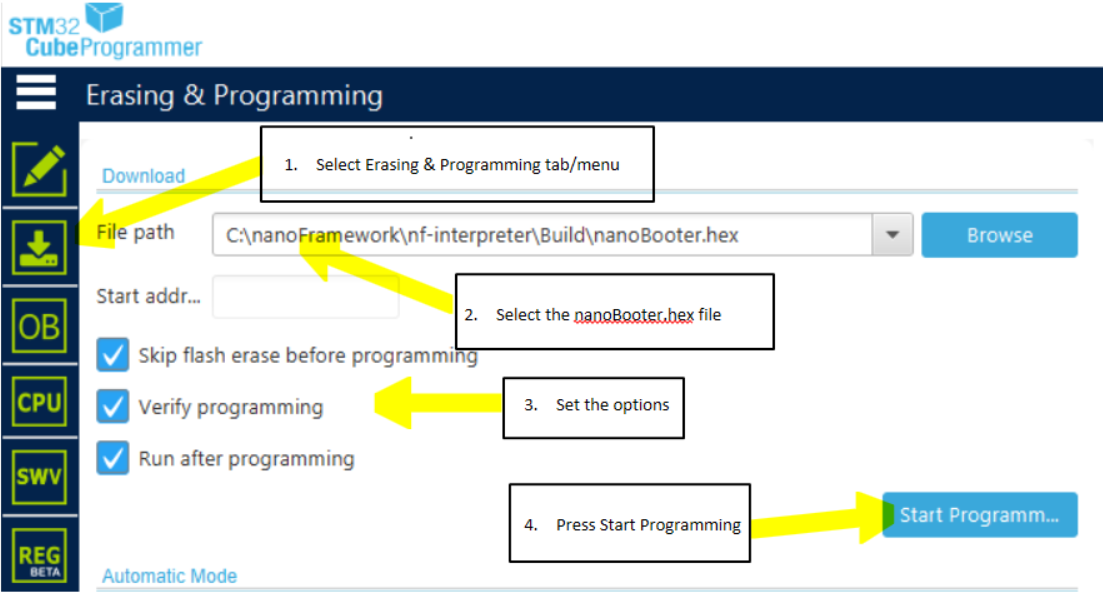 STM32
CubeProgrammer
Erasing & Programming
1. Select Erasing & Programming tab/menu
Download
File path
C:\nanoFramework\nf-interpreter\Build\nanoBooter.hex
Browse
Start addr...
2. Select the nanoBooter.hex file
OB
Skip flash erase before programming
CPU
Verify programming
3. Set the options
Run after programming
SWV
4. Press Start Programming
Start Programm...
REG
BETA
Automatic Mode